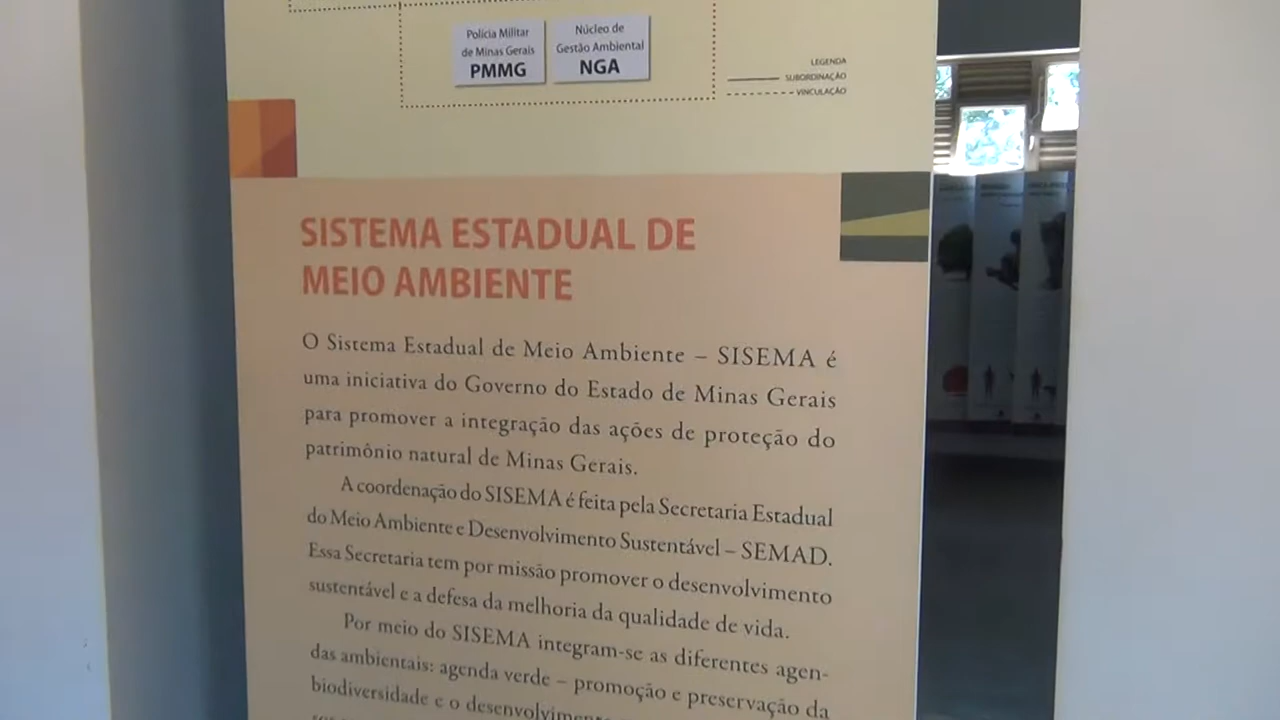 Polícia Militar
de Minas Gerais
PMMG
Núcleo de
Gestão Ambiental
NGA
LEGENDA
SUBORDINAÇÃO
VINCULAÇÃO
SISTEMA ESTADUAL DE
MEIO AMBIENTE
O Sistema Estadual de Meio Ambiente – SISEMA é
uma iniciativa do Governo do Estado de Minas Gerais
para promover a integração das ações de proteção do
patrimônio natural de Minas Gerais.
A coordenação do SISEMA é feita pela Secretaria Estadual
do Meio Ambiente e Desenvolvimento Sustentável – SEMAD.
Essa Secretaria tem por missão promover o desenvolvimento
sustentável e a defesa da melhoria da qualidade de vida.
Por meio do SISEMA integram-se as diferentes agen-
das ambientais: agenda verde – promoção e preservação da
biodiversidade e o desenvolvimento